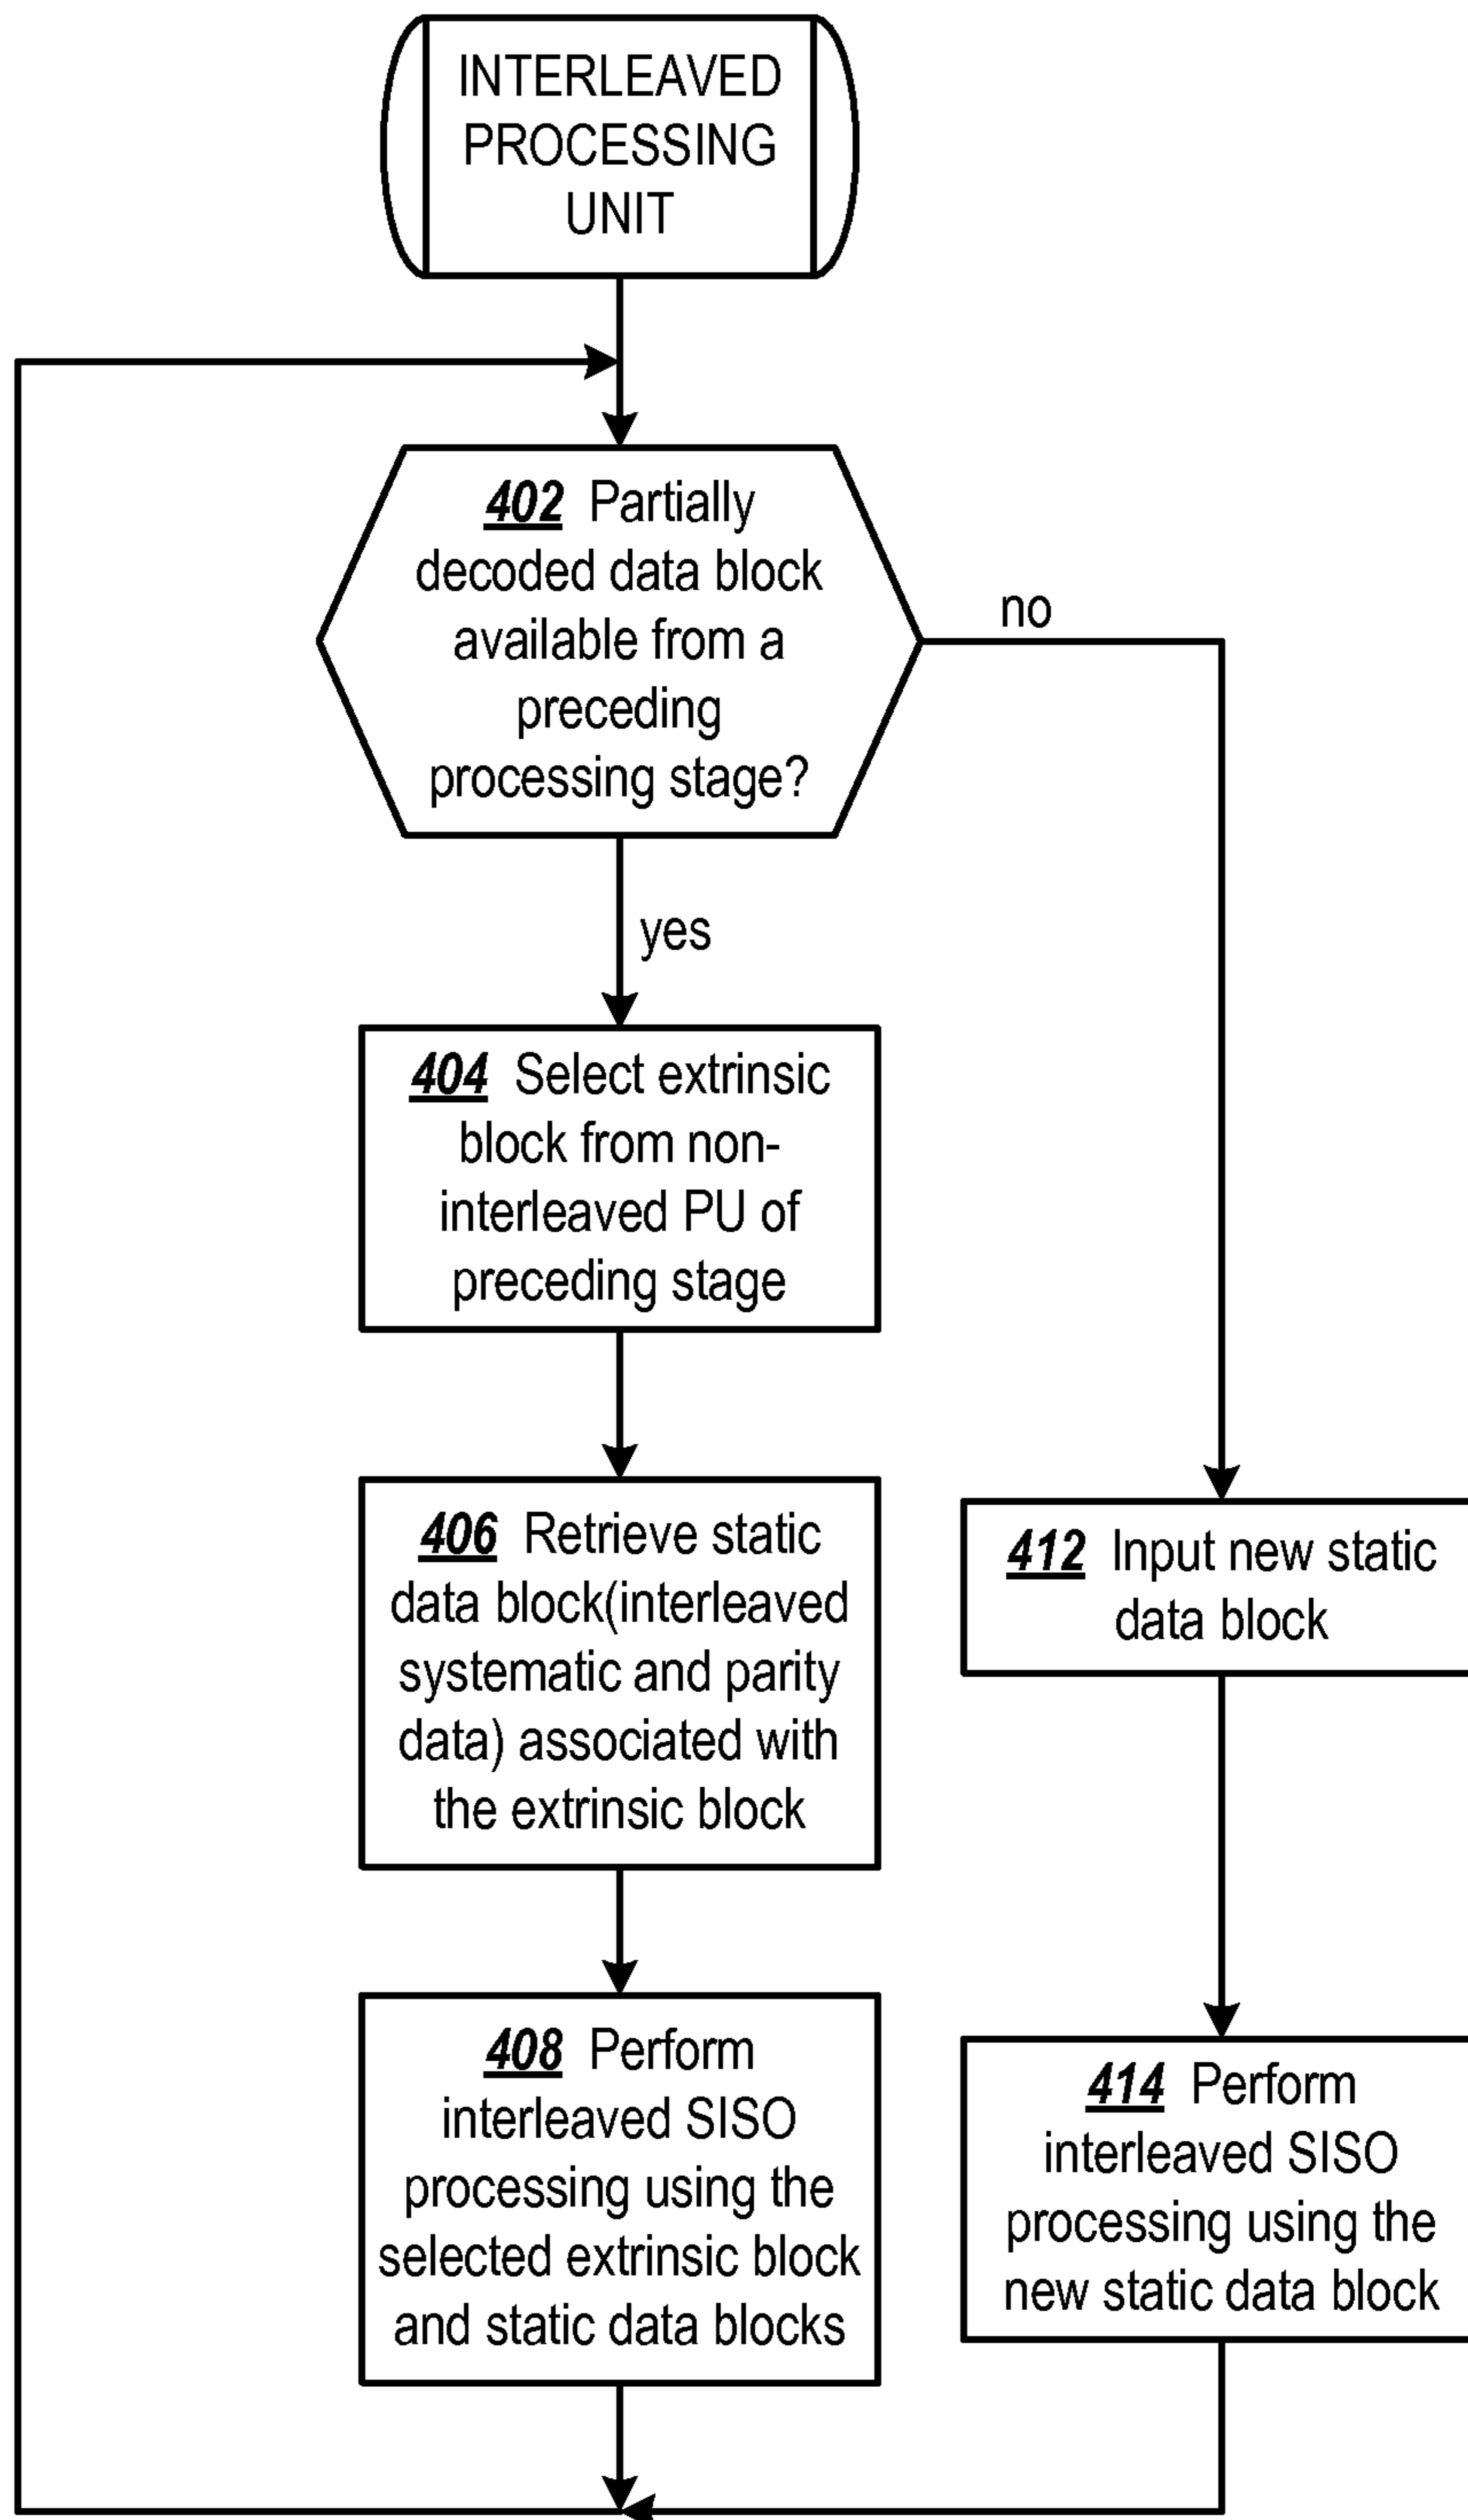 INTERLEAVED
PROCESSING
UNIT
402 Partially
decoded data block
available from a
preceding
processing stage?
no
yes
404 Select extrinsic
block from non-
interleaved PU of
preceding stage
406 Retrieve static
data block(interleaved
systematic and parity
data) associated with
the extrinsic block
412 Input new static
data block
408 Perform
interleaved SISO
processing using the
selected extrinsic block
and static data blocks
414 Perform
interleaved SISO
processing using the
new static data block